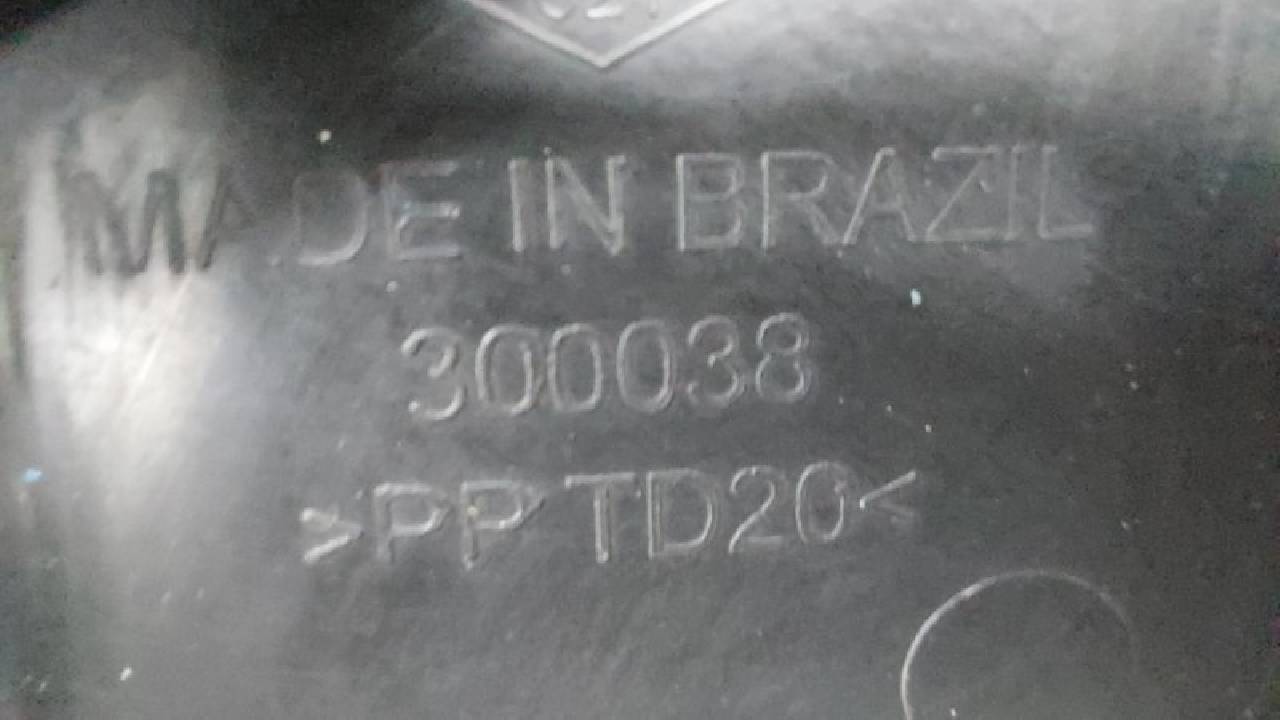 MADE IN BRAZIL
300038
>PP TD20<